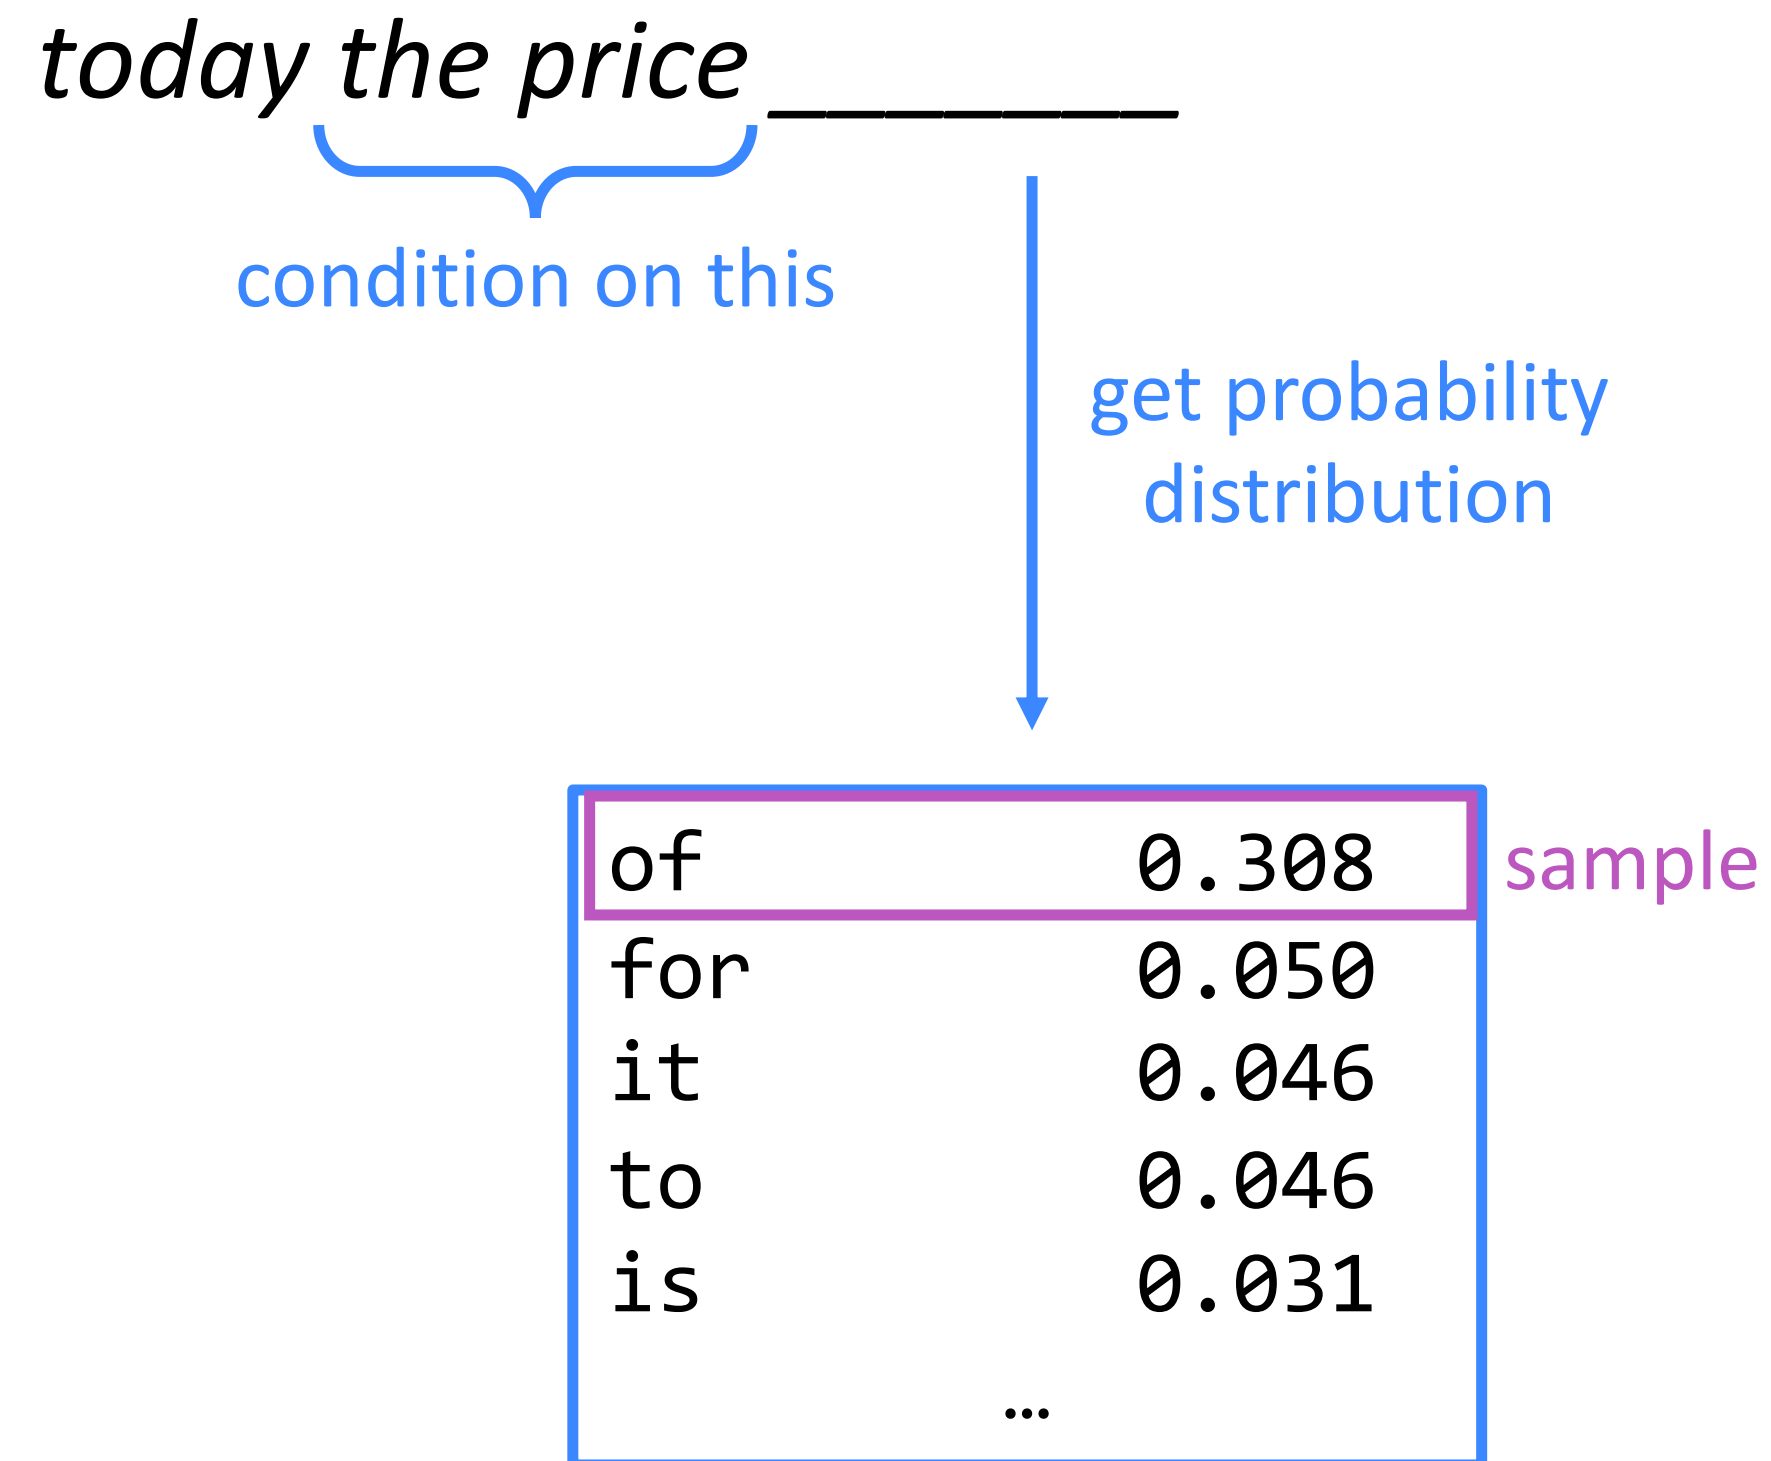 today the price _______
condition on this
get probability
distribution
of 0.308
sample
for 0.050
it 0.046
to 0.046
is 0.031
…